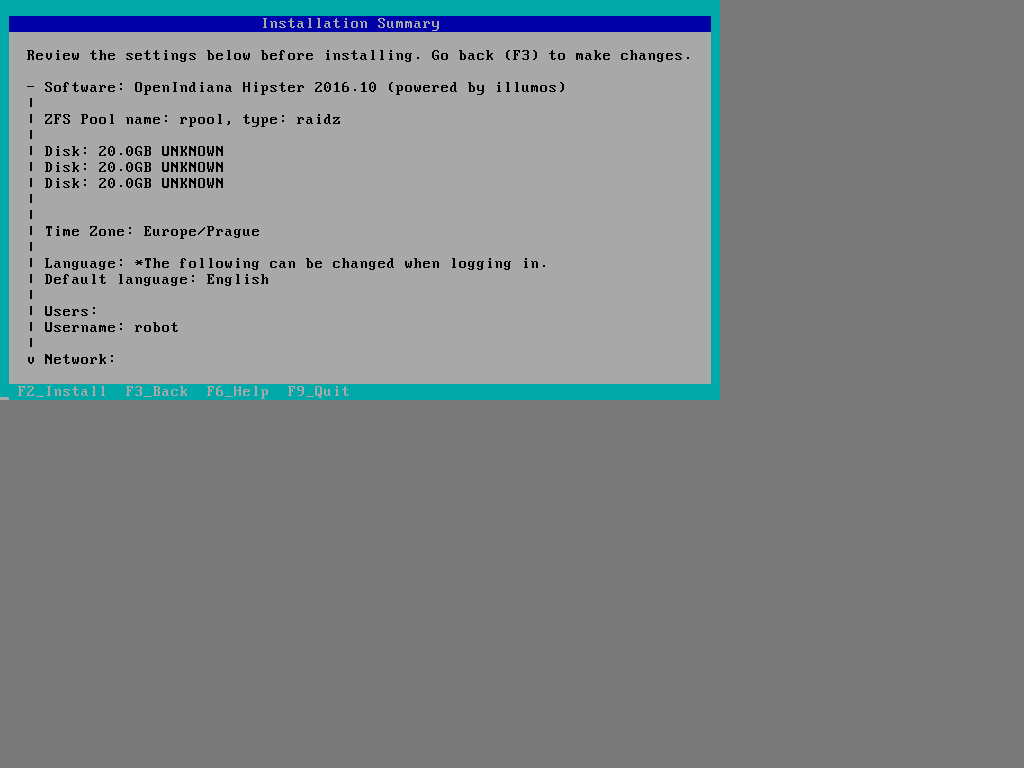 Installation Summary
Review the settings below before installing. Go back (F3) to make changes.
- Software: OpenIndiana Hipster 2016.10 (powered by illumos)
|
| ZFS Pool name: rpool, type: raidz
|
| Disk: 20.0GB UNKNOWN
| Disk: 20.0GB UNKNOWN
| Disk: 20.0GB UNKNOWN
|
|
| Time Zone: Europe/Prague
|
| Language: *The following can be changed when logging in.
| Default language: English
|
| Users:
| Username: robot
|
v Network:
F2_Install  F3_Back  F6_Help  F9_Quit